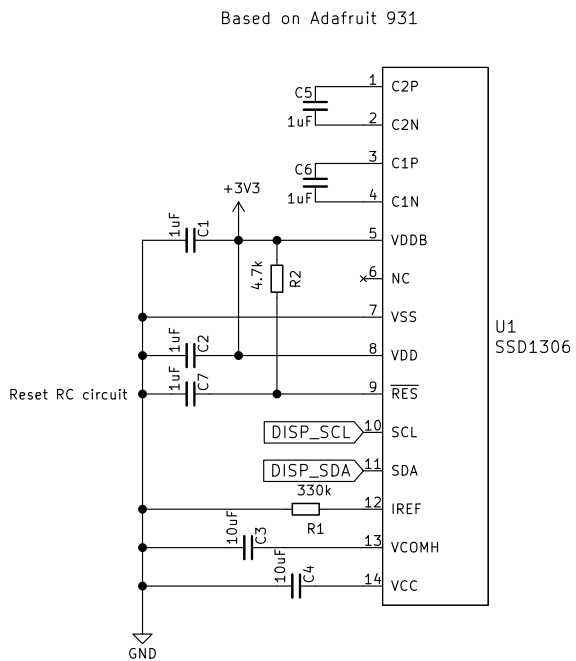 Based on Adafruit 931
1
C2P
C5
1uF
2
C2N
3
C1P
C6
1uF
4
C1N
+3V3
1uF
C1
5
VDDB
4.7k
R2
6
NC
7
VSS
U1
SSD1306
1uF
C2
8
VDD
Reset RC circuit
1uF
C7
9
RES
DISP_SCL
10
SCL
DISP_SDA
11
SDA
330k
R1
12
IREF
10uF
C3
13
VCOMH
10uF
C4
14
VCC
GND